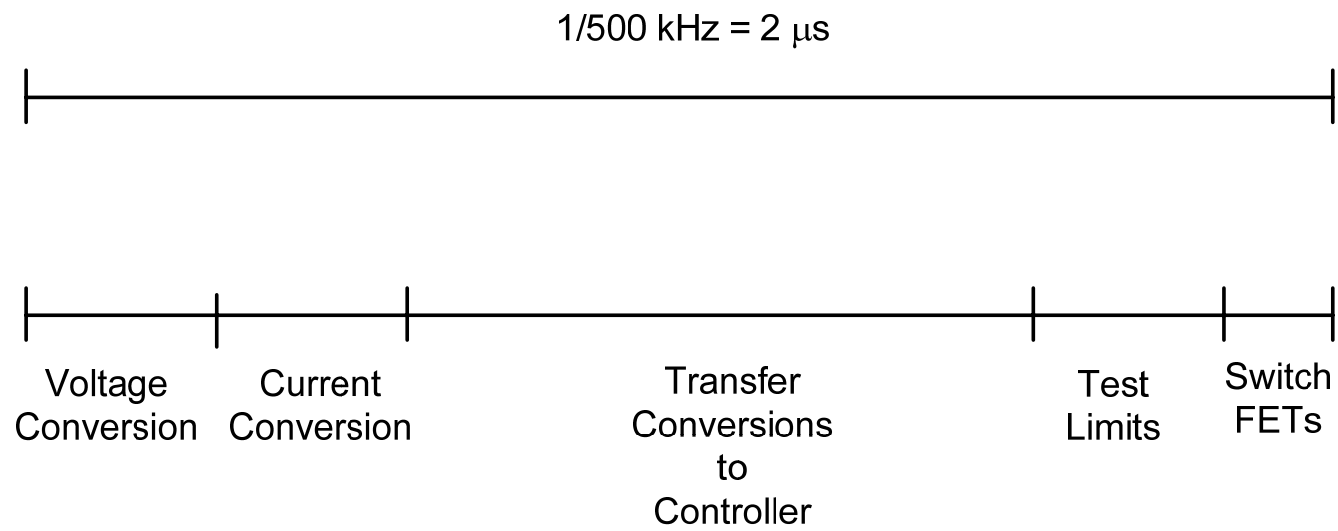 1/500 kHz = 2 μs
Voltage
Conversion
Current
Conversion
Transfer
Conversions
to
Controller
Test
Limits
Switch
FETs